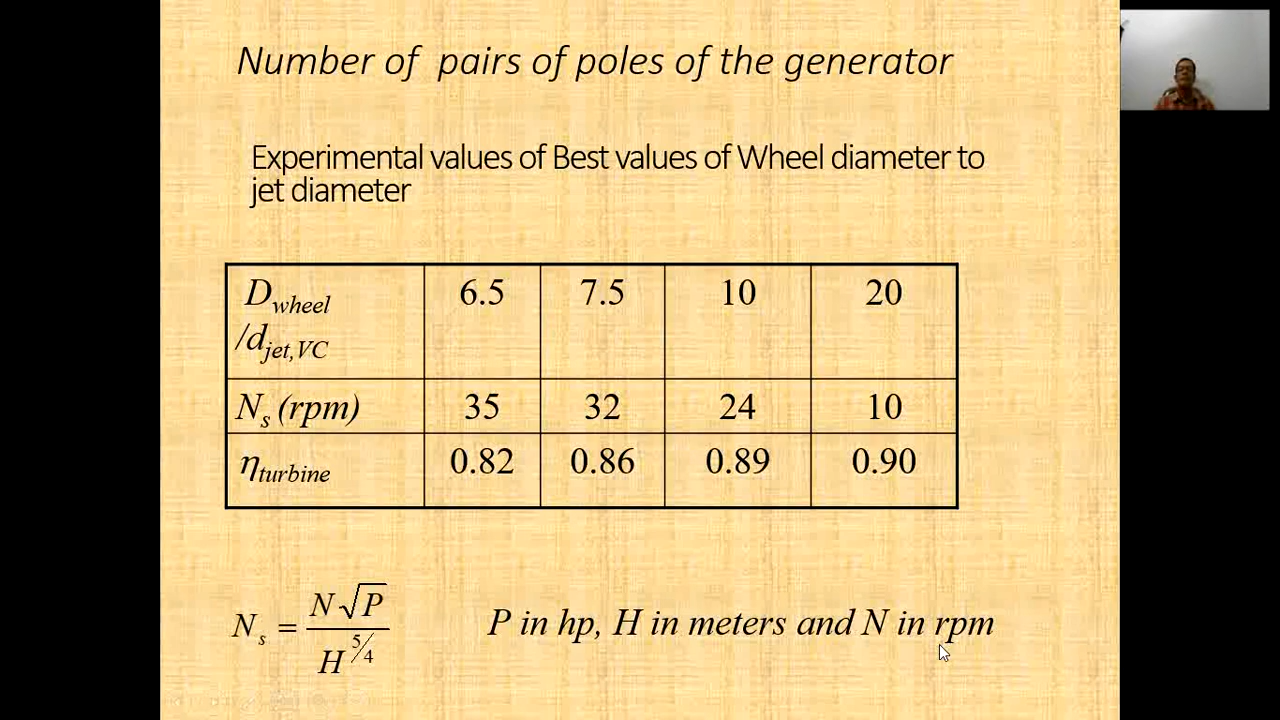 Number of pairs of poles of the generator
Experimental values of Best values of Wheel diameter to
jet diameter
D_wheel 6.5 7.5 10 20
/d_jet,VC
N_s (rpm) 35 32 24 10
η_turbine 0.82 0.86 0.89 0.90
N_s = N√P / H^5/4 P in hp, H in meters and N in rpm